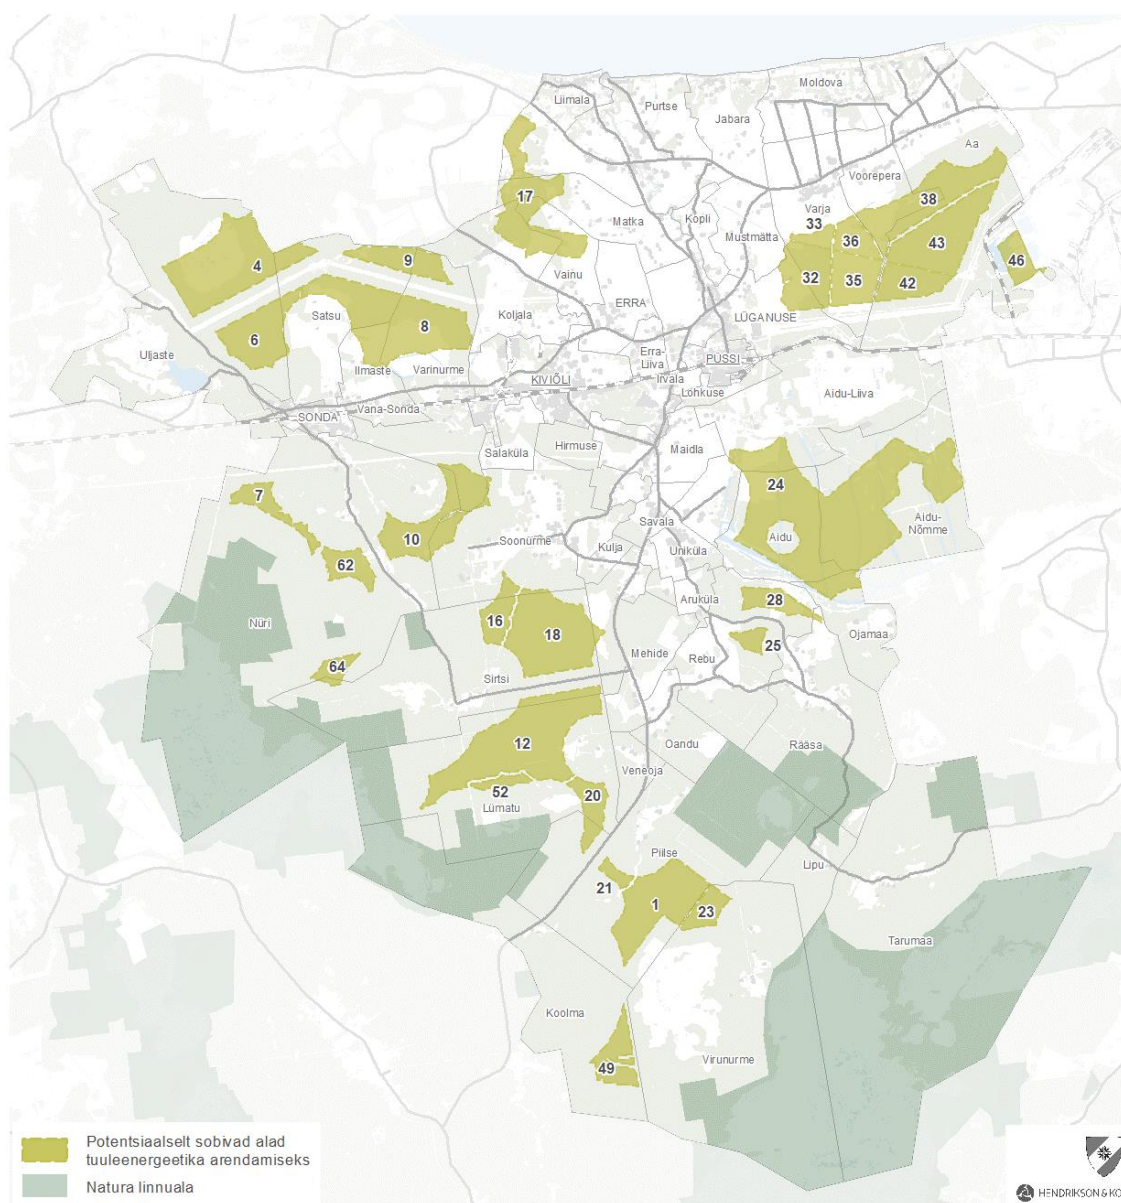 Moldova
Liimala
Purtse
Jabara
Aa
Voorepera
17
38
Varja
33
Matka
Kopli
36
Mustmätta
43
4
9
46
Vainu
32
35
42
ERRA
Koljala
Satsu
LÜGANUSE
6
8
Uljaste
Erra-
Liiva
PÜSSI
Ilmaste
Varinurme
KIVIÕLI
Irvala
Lohkuse
Aidu-Liiva
Vana-Sonda
SONDA
Hirmuse
Maidla
Salaküla
24
7
Aidu-
Nõmme
10
Savala
Aidu
Soonurme
Kulja
Uniküla
62
28
Aruküla
Nüri
16
18
Ojamaa
25
Mehide
Rebu
64
Sirtsi
12
Oandu
Rääsa
Veneoja
52
20
Lümatu
Piilse
Lipu
21
1
23
Tarumaa
Koolma
Virunurme
49
Potentsiaalselt sobivad alad
tuuleenergeetika arendamiseks
Natura linnuala
HENDRIKSON & KO